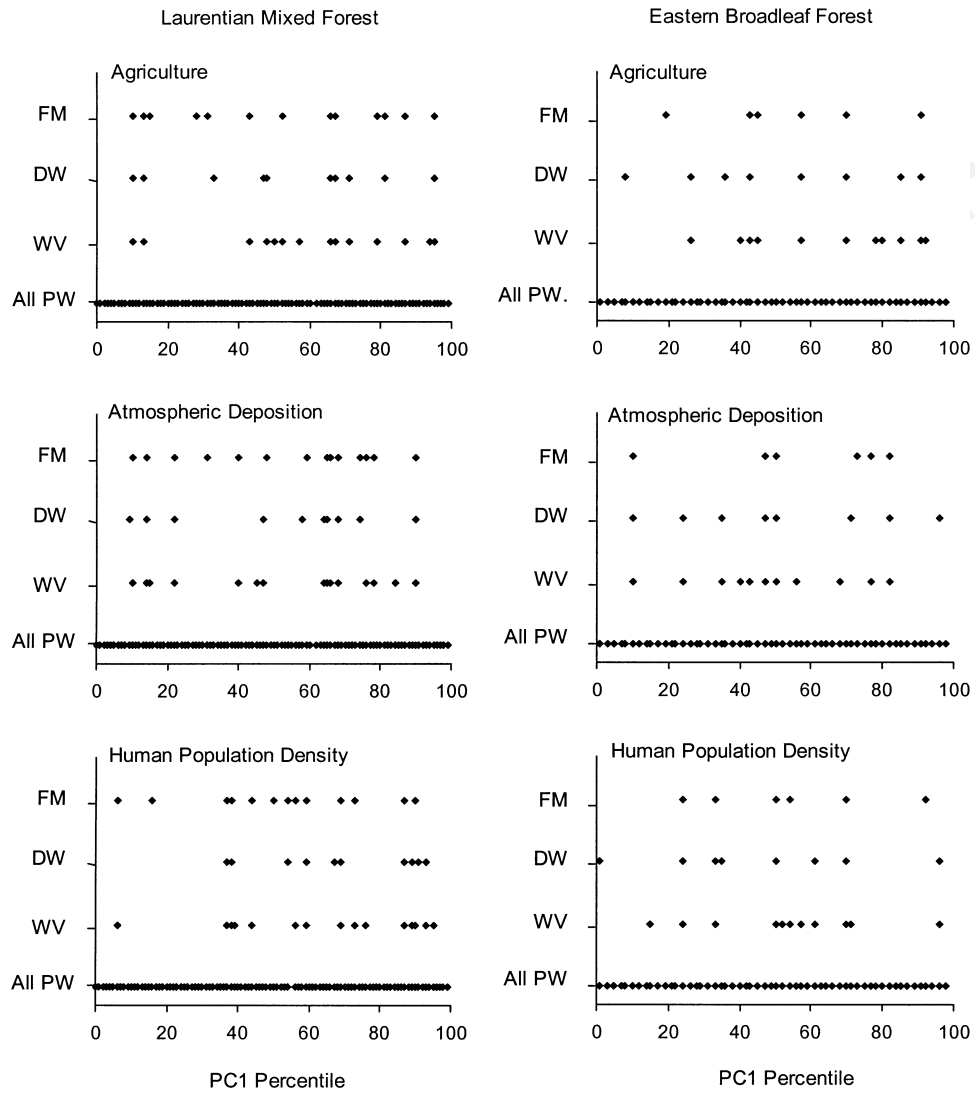 Laurentian Mixed Forest
Eastern Broadleaf Forest
Agriculture
FM
DW
WV
All PW
0 20 40 60 80 100
Agriculture
FM
DW
WV
All PW.
0 20 40 60 80 100
Atmospheric Deposition
FM
DW
WV
All PW
0 20 40 60 80 100
Atmospheric Deposition
FM
DW
WV
All PW
0 20 40 60 80 100
Human Population Density
FM
DW
WV
All PW
0 20 40 60 80 100
PC1 Percentile
Human Population Density
FM
DW
WV
All PW
0 20 40 60 80 100
PC1 Percentile